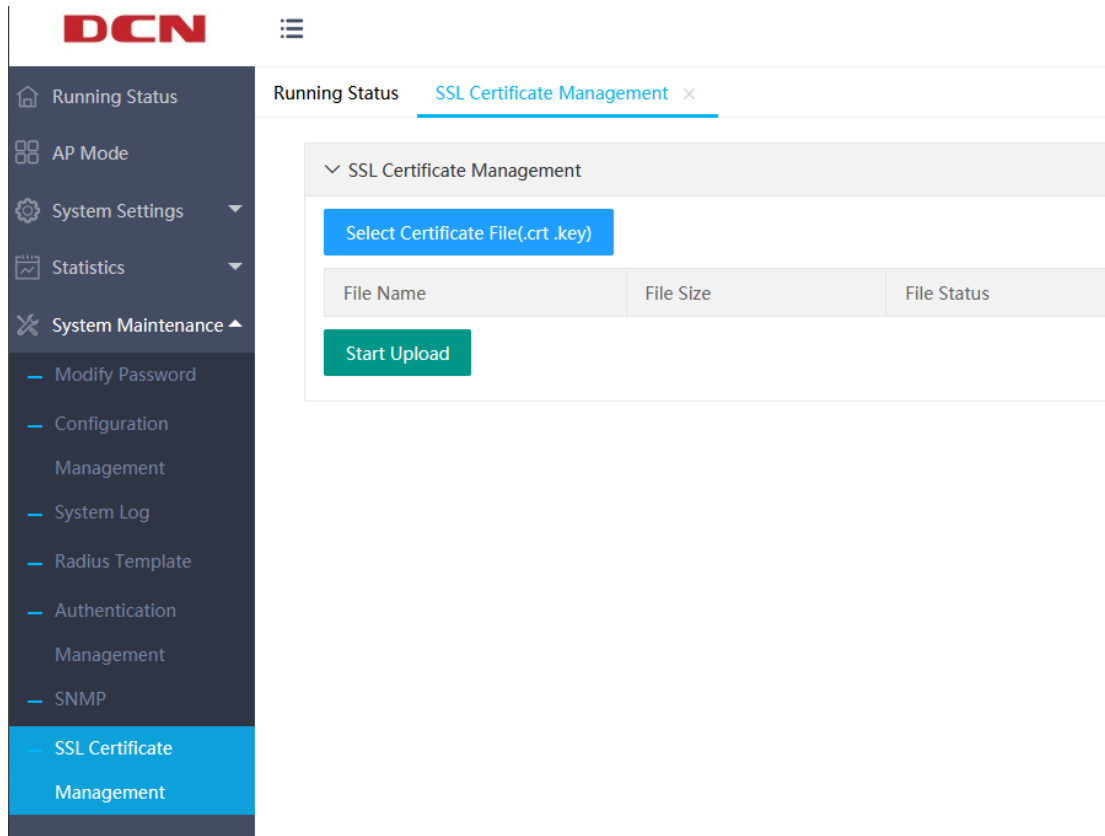 DCN
Running Status
AP Mode
System Settings
Statistics
System Maintenance
Modify Password
Configuration
Management
System Log
Radius Template
Authentication
Management
SNMP
SSL Certificate
Management
Running Status SSL Certificate Management ×
SSL Certificate Management
Select Certificate File(.crt .key)
File Name File Size File Status
Start Upload